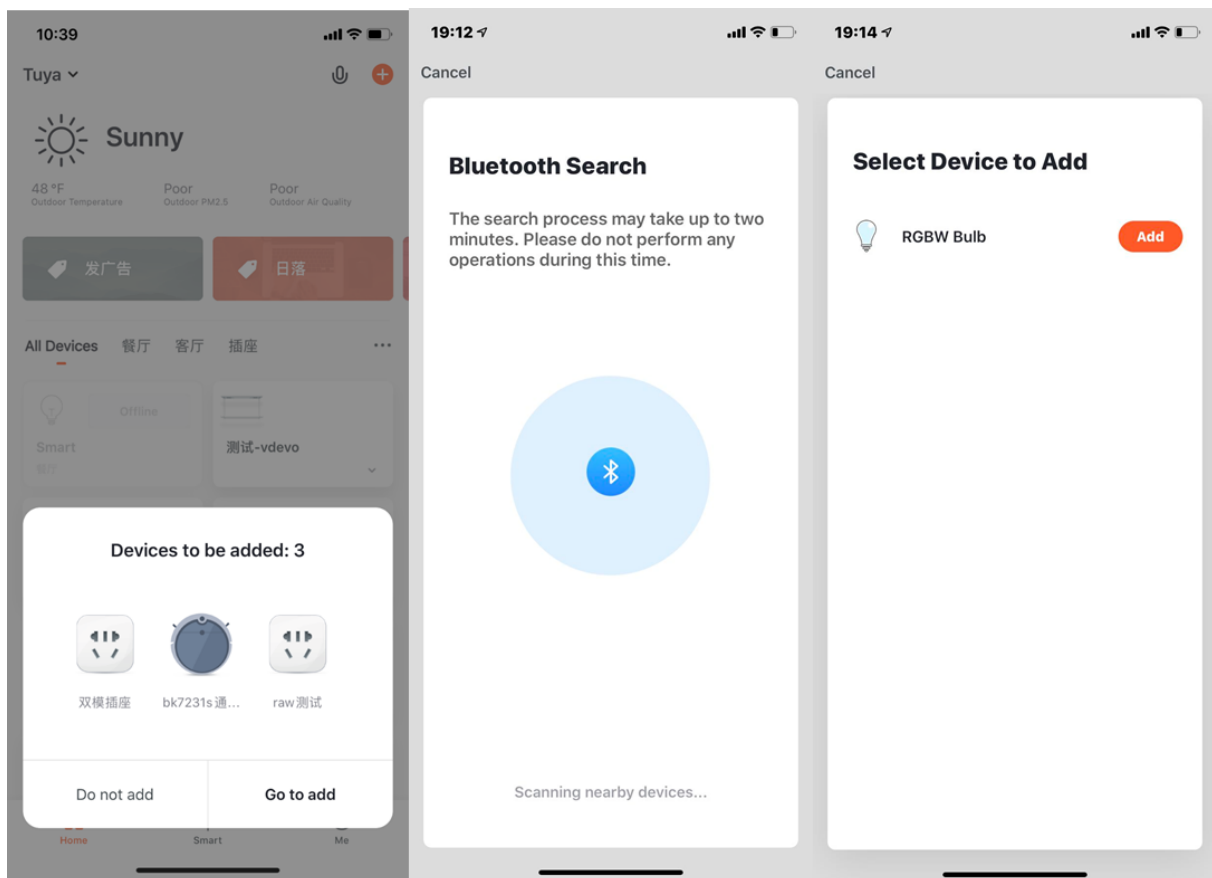 10:39
Tuya
Sunny
48 °F
Outdoor Temperature
Poor
Outdoor PM2.5
Poor
Outdoor Air Quality
发广告
日落
All Devices
餐厅
客厅
插座
Offline
Smart
餐厅
测试-vdevo
Devices to be added: 3
双模插座
bk7231s通...
raw测试
Do not add
Go to add
Home
Smart
Me
19:12
Cancel
Bluetooth Search
The search process may take up to two
minutes. Please do not perform any
operations during this time.
Scanning nearby devices...
19:14
Cancel
Select Device to Add
RGBW Bulb
Add